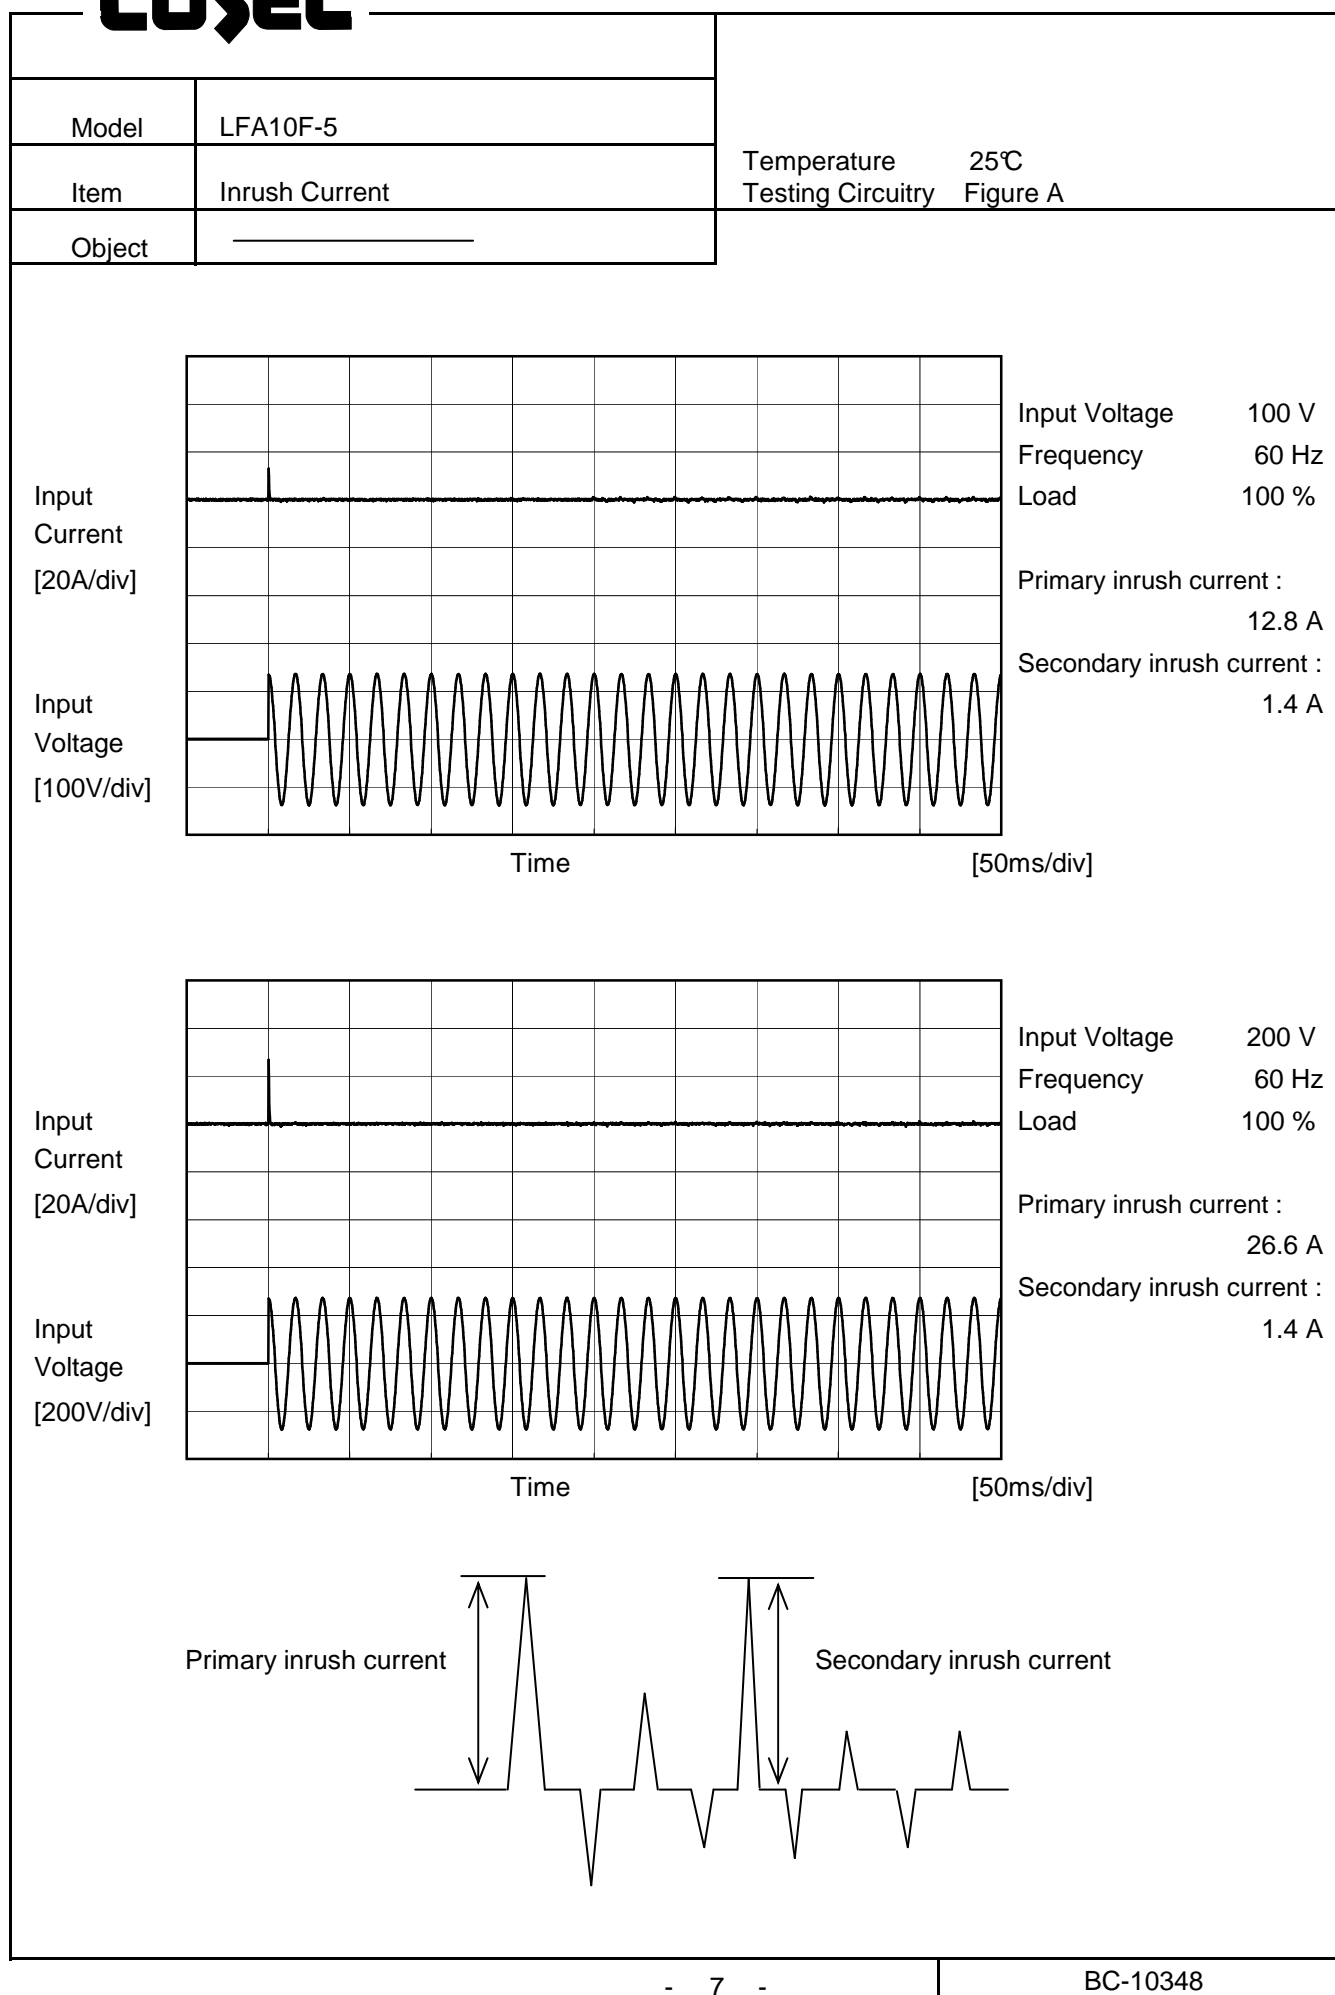 COSEL
Model LFA10F-5
Item Inrush Current
Object
Temperature 25℃
Testing Circuitry Figure A
Input
Current
[20A/div]
Input
Voltage
[100V/div]
Time [50ms/div]
Input Voltage 100 V
Frequency 60 Hz
Load 100 %
Primary inrush current :
12.8 A
Secondary inrush current :
1.4 A
Input
Current
[20A/div]
Input
Voltage
[200V/div]
Time [50ms/div]
Input Voltage 200 V
Frequency 60 Hz
Load 100 %
Primary inrush current :
26.6 A
Secondary inrush current :
1.4 A
Primary inrush current
Secondary inrush current
- 7 -
BC-10348